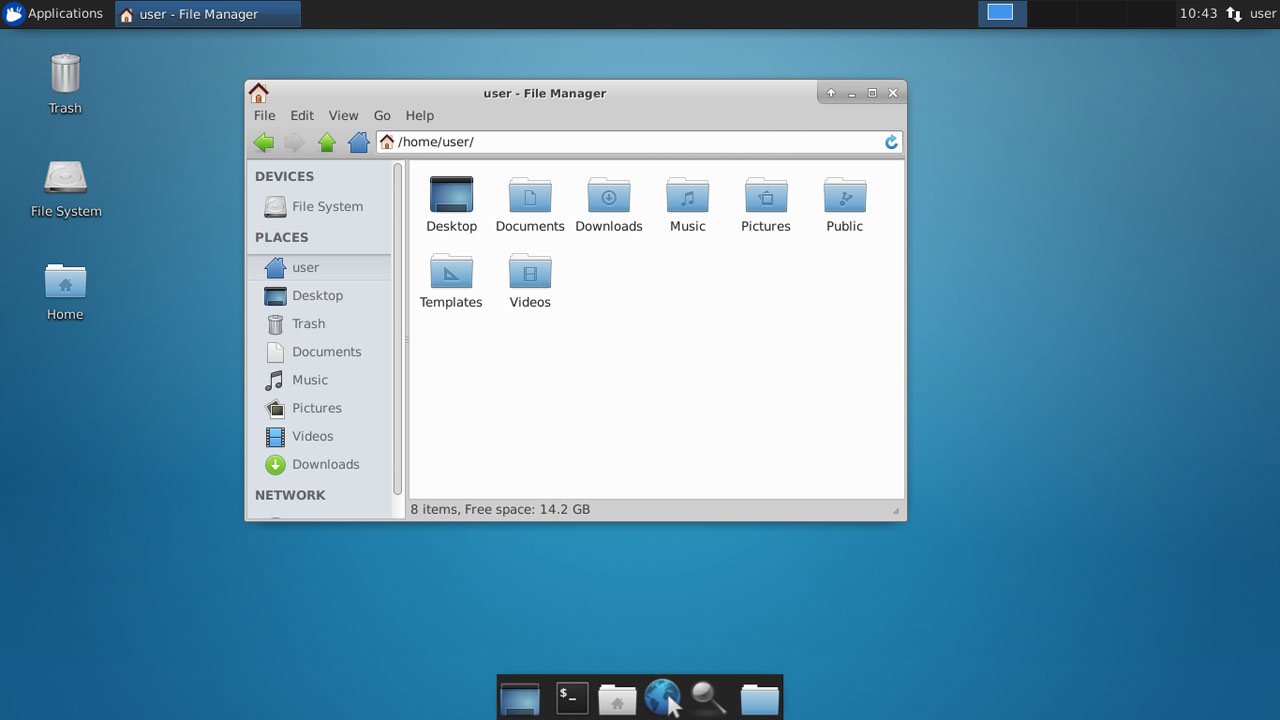 Applications
user - File Manager
10:43
user
Trash
File System
Home
user - File Manager
File Edit View Go Help
/home/user/
DEVICES
File System
PLACES
user
Desktop
Trash
Documents
Music
Pictures
Videos
Downloads
NETWORK
Desktop Documents Downloads Music Pictures Public
Templates Videos
8 items, Free space: 14.2 GB
$_